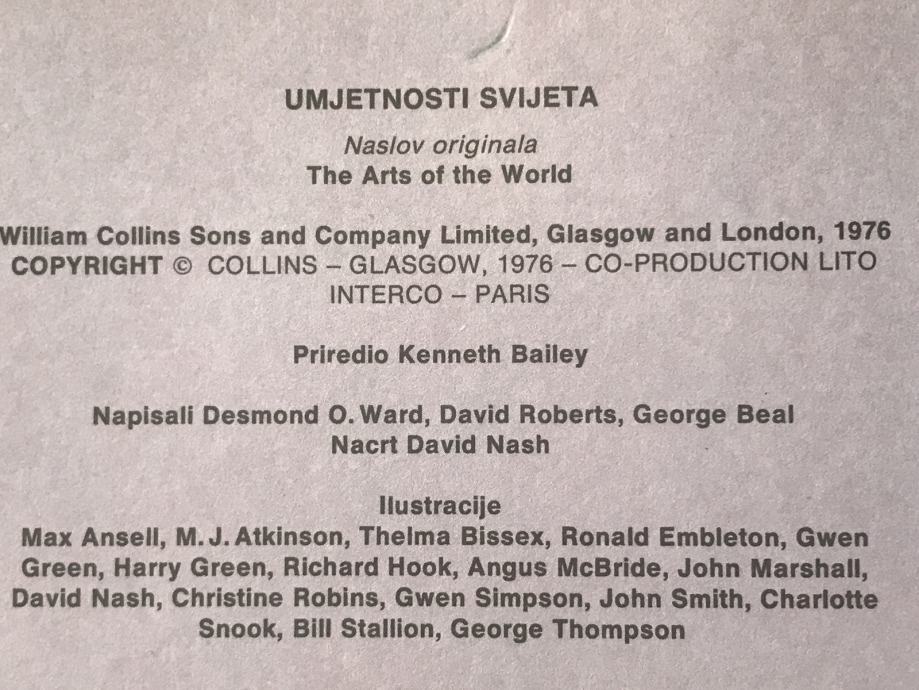 UMJETNOSTI SVIJETA
Naslov originala
The Arts of the World
William Collins Sons and Company Limited, Glasgow and London, 1976
COPYRIGHT © COLLINS – GLASGOW, 1976 – CO-PRODUCTION LITO
INTERCO – PARIS
Priredio Kenneth Bailey
Napisali Desmond O. Ward, David Roberts, George Beal
Nacrt David Nash
Ilustracije
Max Ansell, M. J. Atkinson, Thelma Bissex, Ronald Embleton, Gwen
Green, Harry Green, Richard Hook, Angus McBride, John Marshall,
David Nash, Christine Robins, Gwen Simpson, John Smith, Charlotte
Snook, Bill Stallion, George Thompson